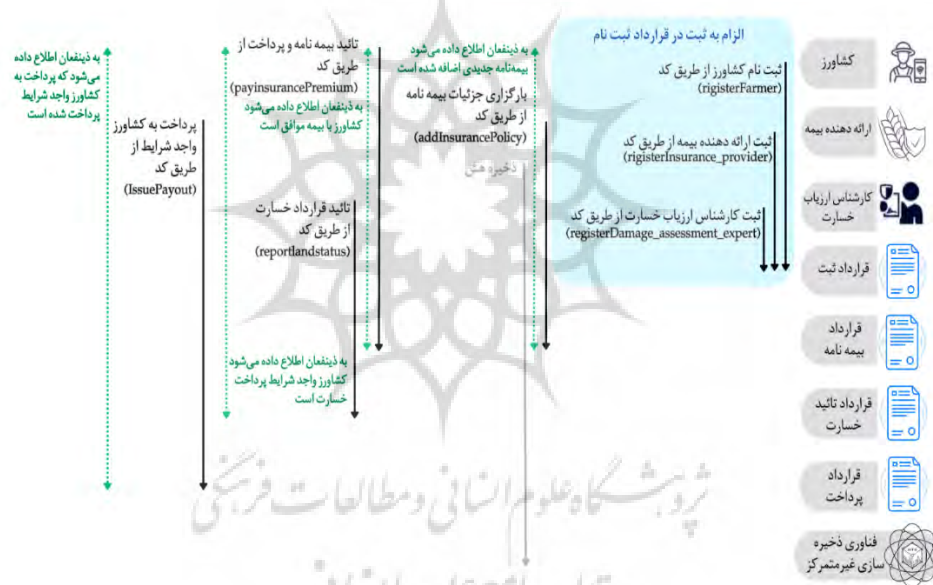 الزام به ثبت در قرارداد ثبت نام
ثبت نام کشاورز از طریق کد
(rigisterFarmer)
ثبت ارائه دهنده بیمه از طریق کد
(rigisterInsurance_provider)
ثبت کارشناس ارزیاب خسارت از طریق کد
(registerDamage_assessment_expert)
به ذینفعان اطلاع داده می‌شود
بیمه‌نامه جدیدی اضافه شده است
بارگزاری جزئیات بیمه نامه
از طریق کد
(addInsurancePolicy)
ذخیره هش
تائید بیمه نامه و پرداخت از
طریق کد
(payinsurancePremium)
به ذینفعان اطلاع داده می‌شود
کشاورز با بیمه موافق است
تائید قرارداد خسارت
از طریق کد
(reportlandstatus)
به ذینفعان اطلاع داده می‌شود
کشاورز واجد شرایط پرداخت
خسارت است
پرداخت به کشاورز
واجد شرایط از
طریق کد
(IssuePayout)
به ذینفعان اطلاع داده
می‌شود که پرداخت به
کشاورز واجد شرایط
پرداخت شده است
کشاورز
ارائه دهنده بیمه
کارشناس ارزیاب
خسارت
قرارداد ثبت
قرارداد
بیمه نامه
قرارداد تائید
خسارت
قرارداد
پرداخت
فناوری ذخیره
سازی غیرمتمرکز
پژوهشگاه علوم انسانی و مطالعات فرهنگی